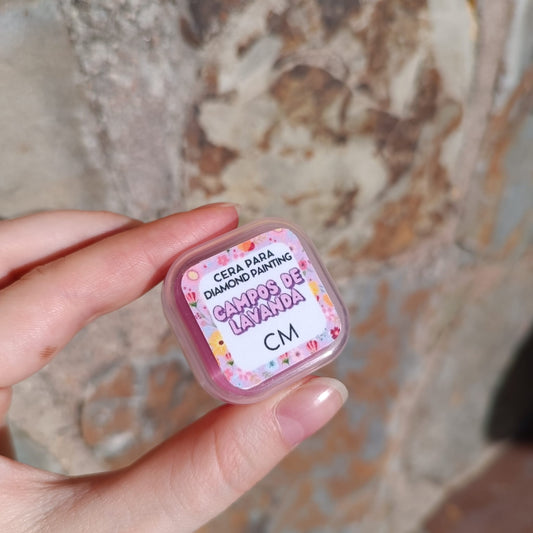 CERA PARA
DIAMOND PAINTING
CAMPOS DE
LAVANDA
CM